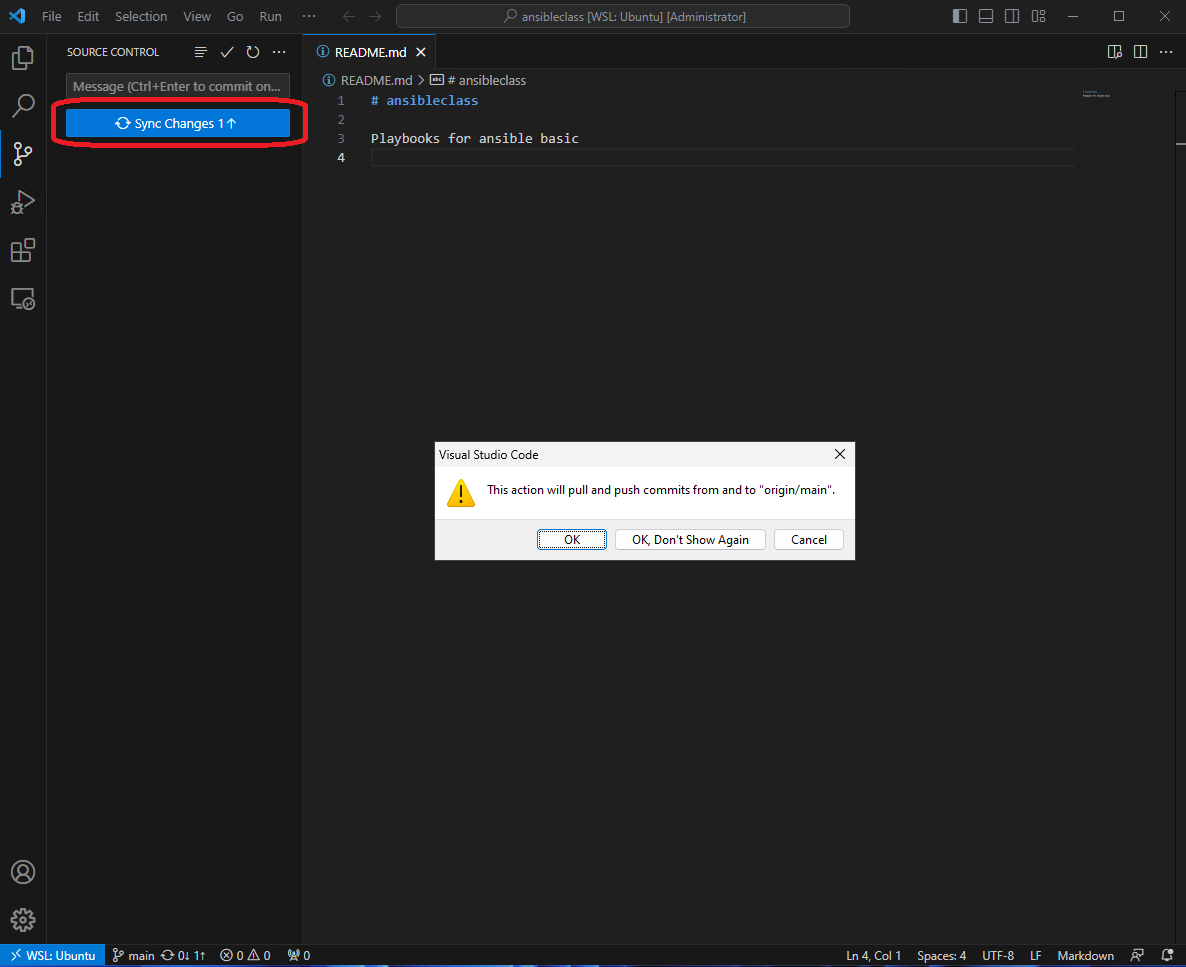 File Edit Selection View Go Run ··· ansibleclass [WSL: Ubuntu] [Administrator]
SOURCE CONTROL
Message (Ctrl+Enter to commit on...
Sync Changes 1↑
README.md
README.md > # ansibleclass
1 # ansibleclass
2
3 Playbooks for ansible basic
4
Visual Studio Code
This action will pull and push commits from and to "origin/main".
OK OK, Don't Show Again Cancel
WSL: Ubuntu main 0↓ 1↑ 0 0 0 Ln 4, Col 1 Spaces: 4 UTF-8 LF Markdown